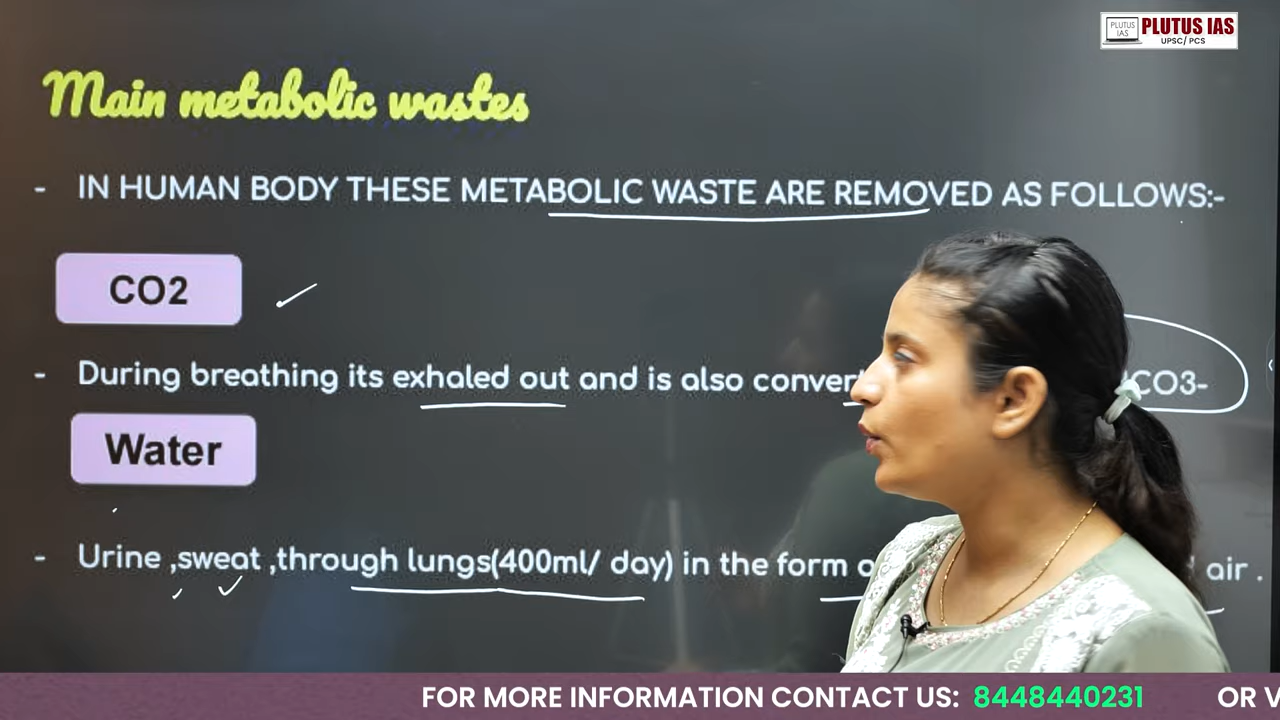 PLUTUS IAS
PLUTUS IAS
UPSC/ PCS
Main metabolic wastes
- IN HUMAN BODY THESE METABOLIC WASTE ARE REMOVED AS FOLLOWS:-
CO2
- During breathing its exhaled out and is also CO3-
Water
- Urine ,sweat ,through lungs(400ml/ day) in the form air .
FOR MORE INFORMATION CONTACT US: 8448440231 OR